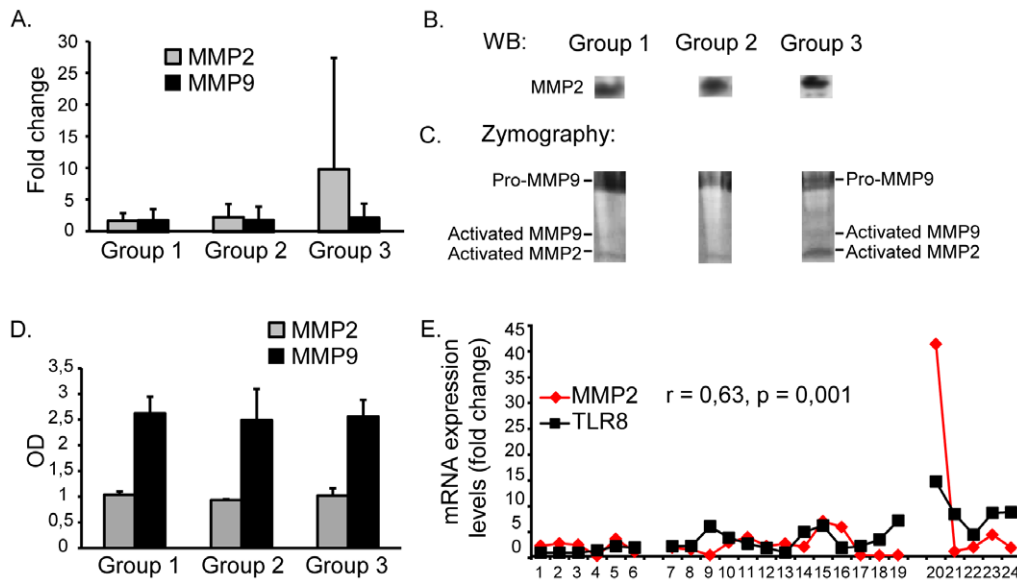 A.
Fold change
30
25
20
15
10
5
0
MMP2
MMP9
Group 1 Group 2 Group 3
B.
WB: Group 1 Group 2 Group 3
MMP2
C. Zymography:
Pro-MMP9 Pro-MMP9
Activated MMP9 Activated MMP9
Activated MMP2 Activated MMP2
D.
MMP2
MMP9
OD
3,5
3
2,5
2
1,5
1
0,5
0
Group 1 Group 2 Group 3
E.
mRNA expression
levels (fold change)
45
40
35
30
25
20
15
10
5
0
MMP2 r = 0,63, p = 0,001
TLR8
1 2 3 4 5 6 7 8 9 10 11 12 13 14 15 16 17 18 19 20 21 22 23 24